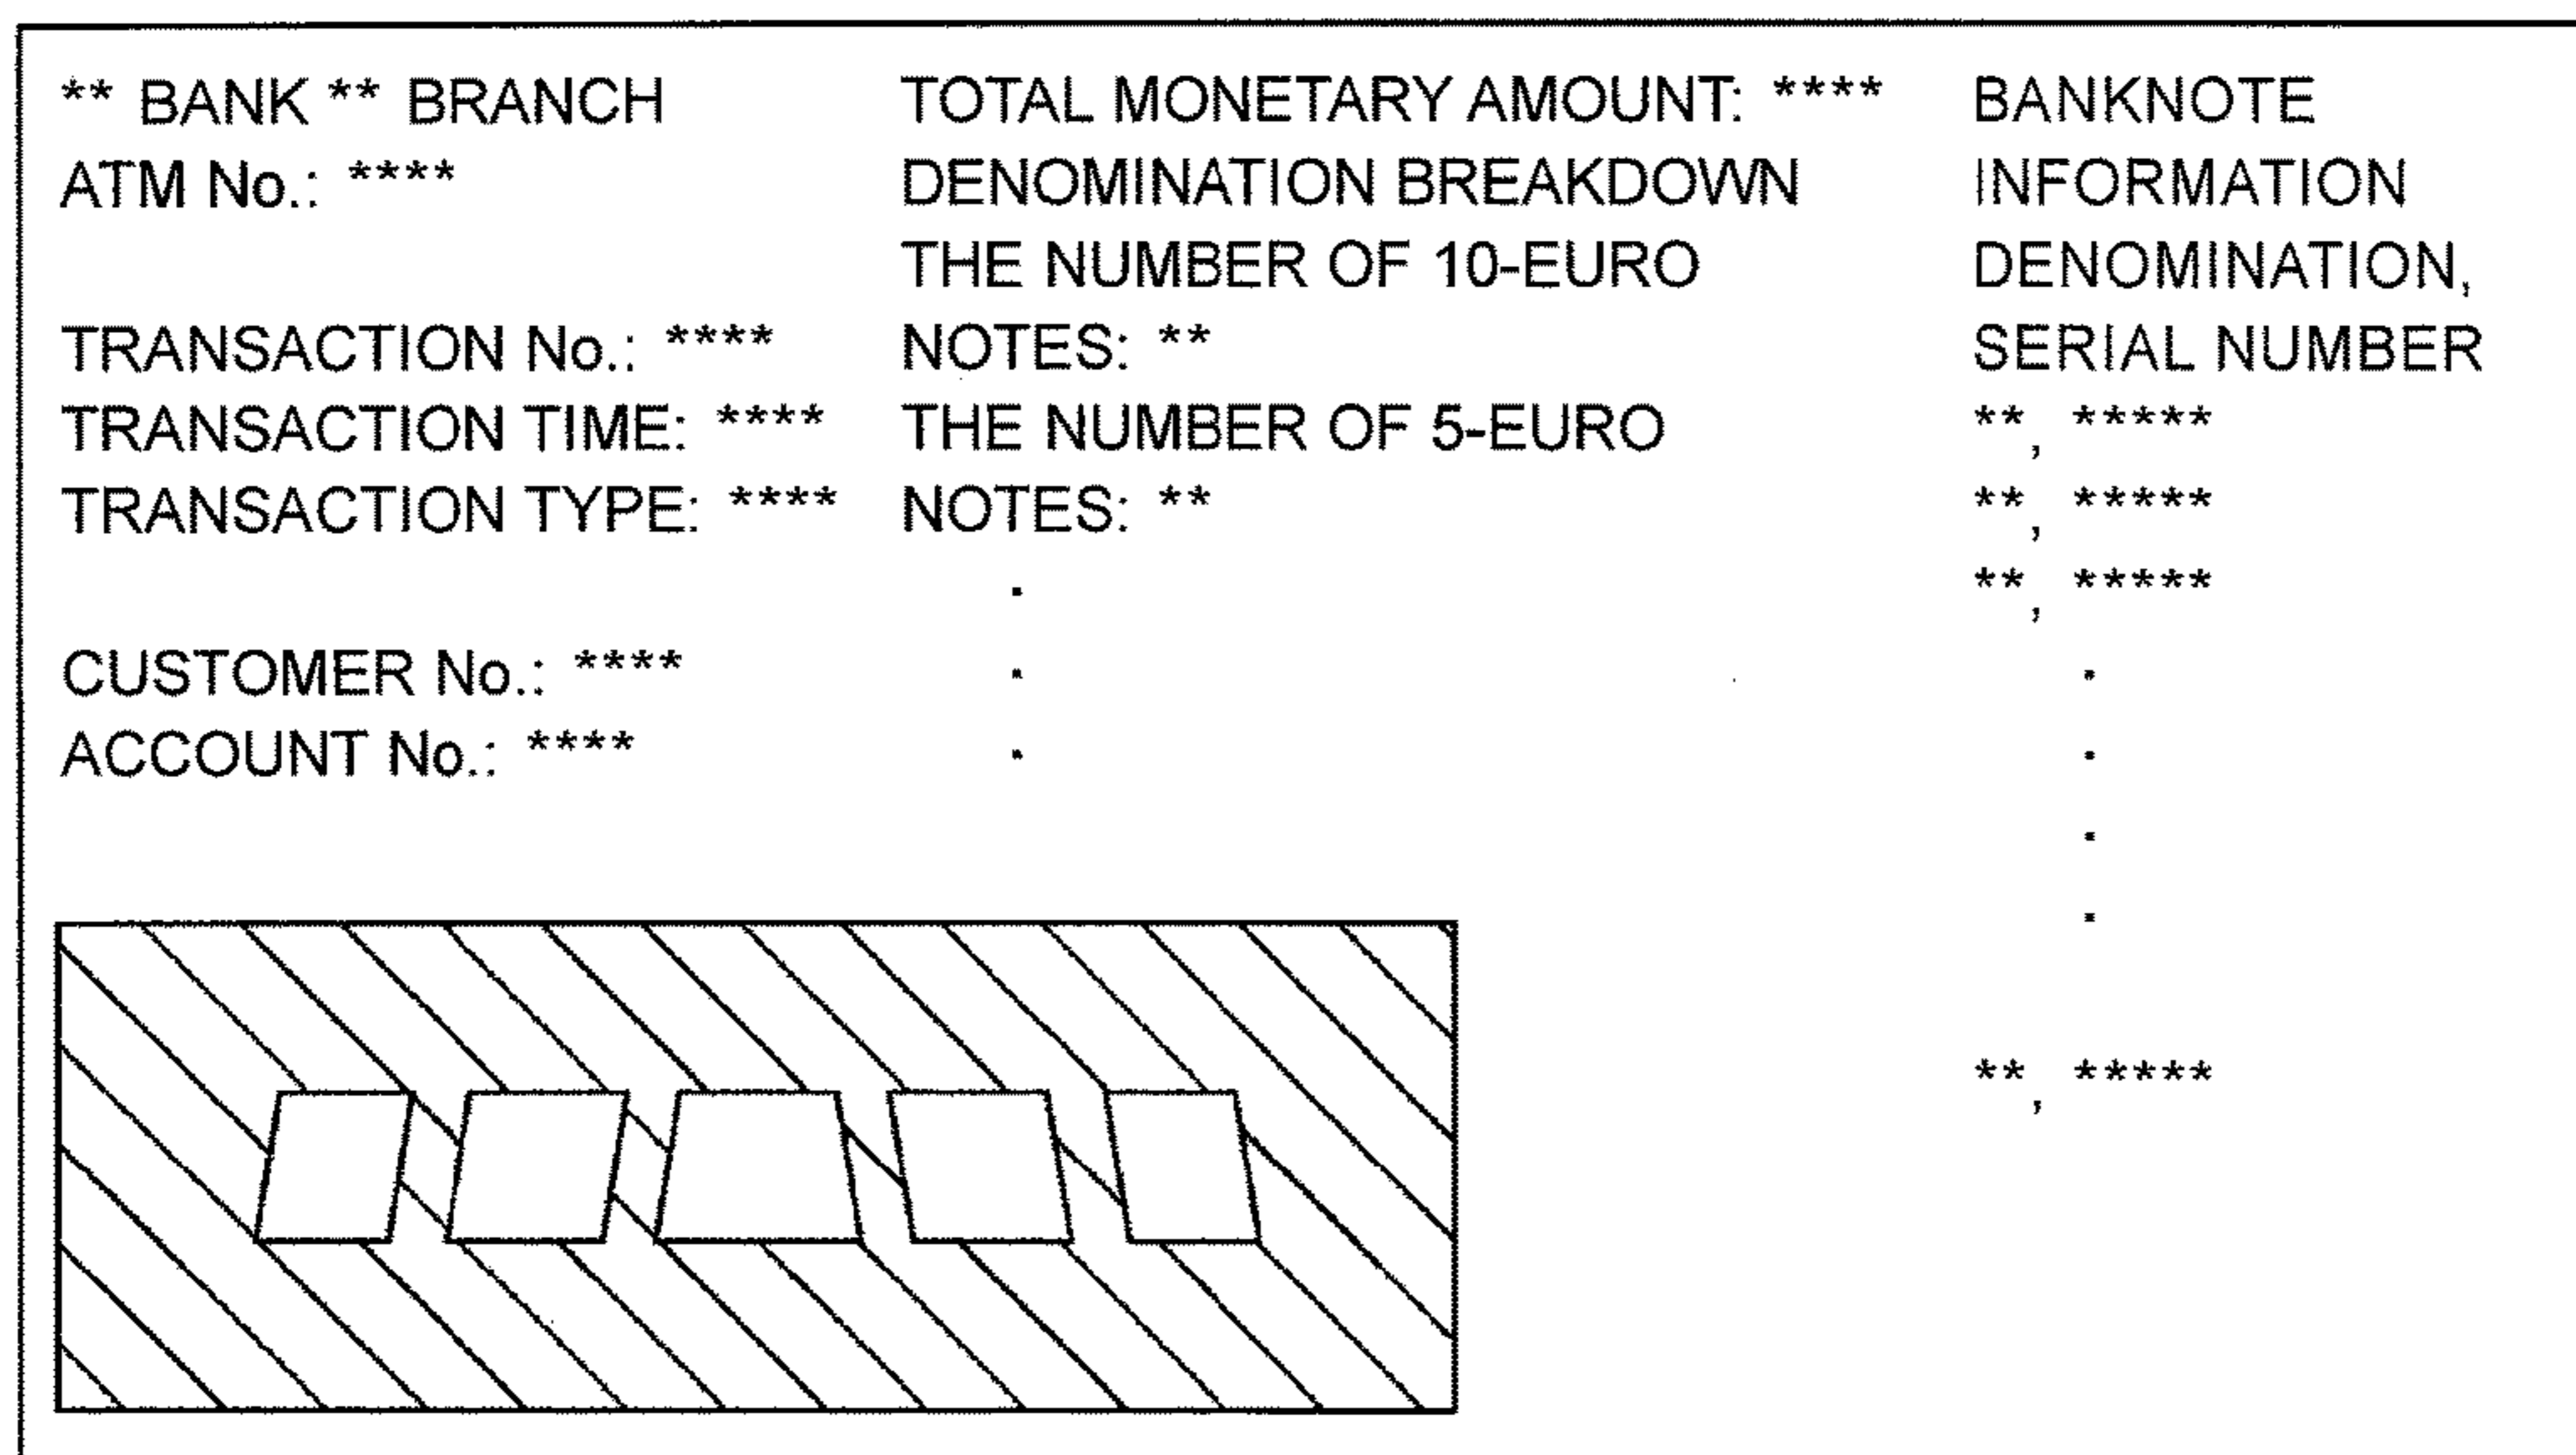 ** BANK ** BRANCH
ATM No.: ****
TRANSACTION No.: ****
TRANSACTION TIME: ****
TRANSACTION TYPE: ****
CUSTOMER No.: ****
ACCOUNT No.: ****
TOTAL MONETARY AMOUNT: ****
DENOMINATION BREAKDOWN
THE NUMBER OF 10-EURO
NOTES: **
THE NUMBER OF 5-EURO
NOTES: **
BANKNOTE
INFORMATION
DENOMINATION,
SERIAL NUMBER
**, *****
**, *****
**, *****
**, *****